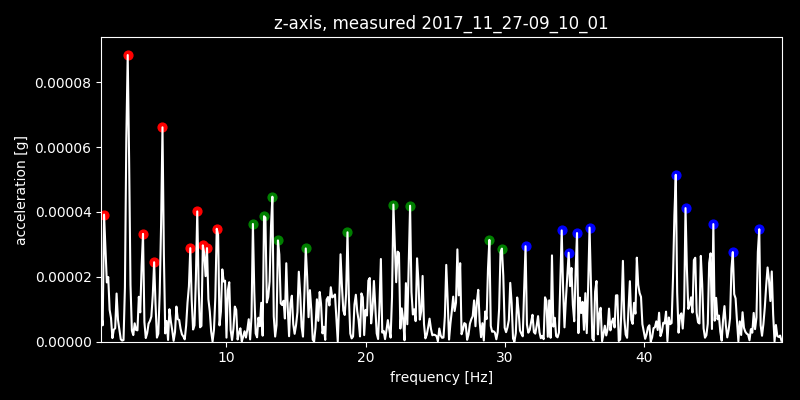 z-axis, measured 2017_11_27-09_10_01
0.00008
0.00006
0.00004
0.00002
0.00000
acceleration [g]
10 20 30 40
frequency [Hz]